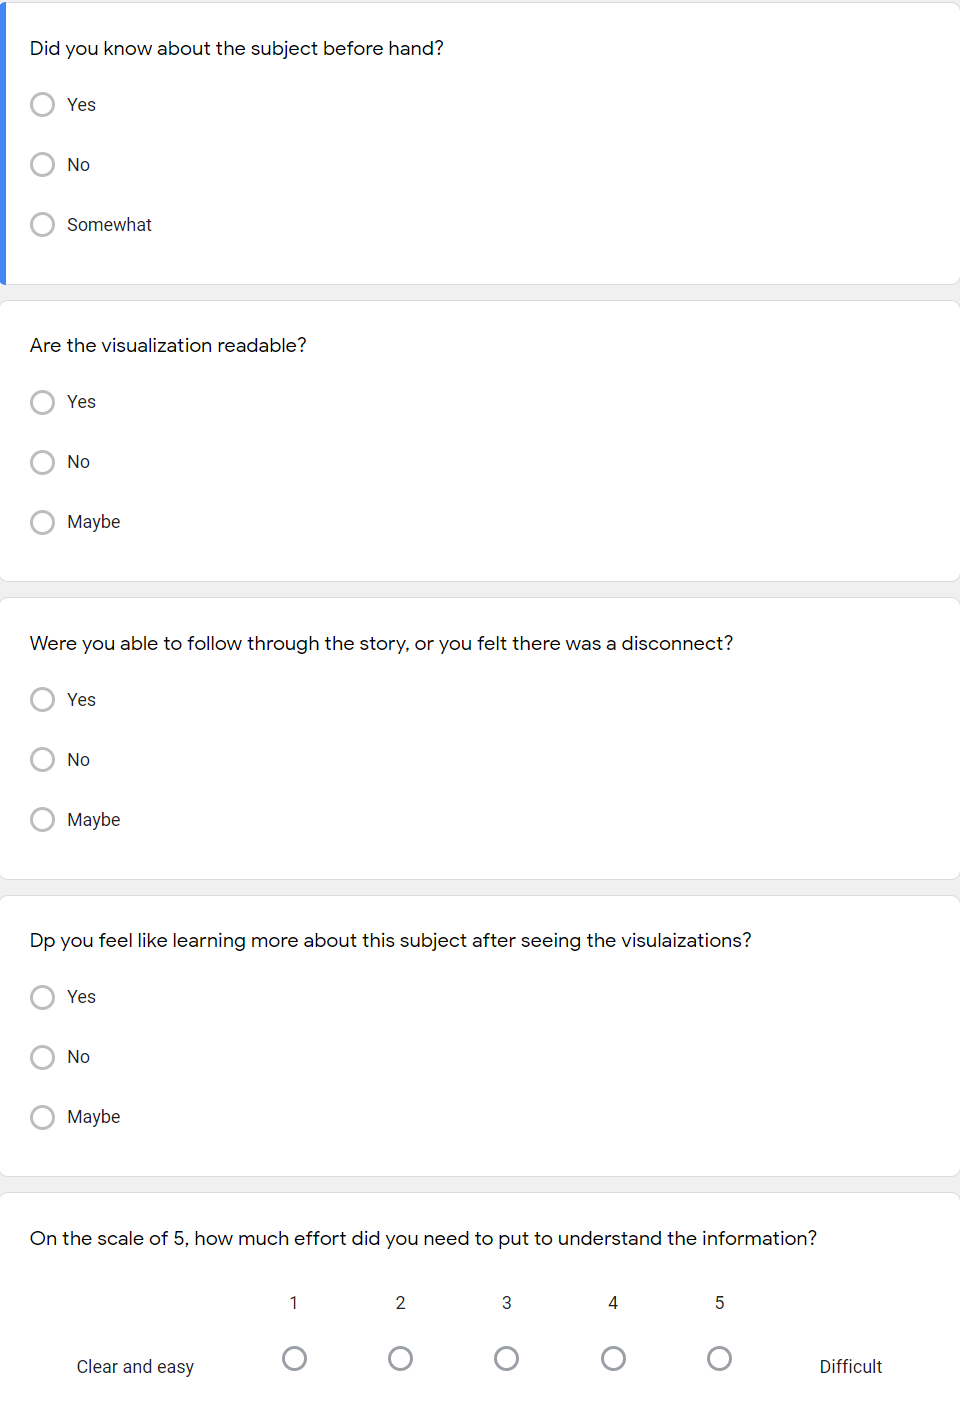 Did you know about the subject before hand?
Yes
No
Somewhat
Are the visualization readable?
Yes
No
Maybe
Were you able to follow through the story, or you felt there was a disconnect?
Yes
No
Maybe
Dp you feel like learning more about this subject after seeing the visulaizations?
Yes
No
Maybe
On the scale of 5, how much effort did you need to put to understand the information?
1 2 3 4 5
Clear and easy Difficult